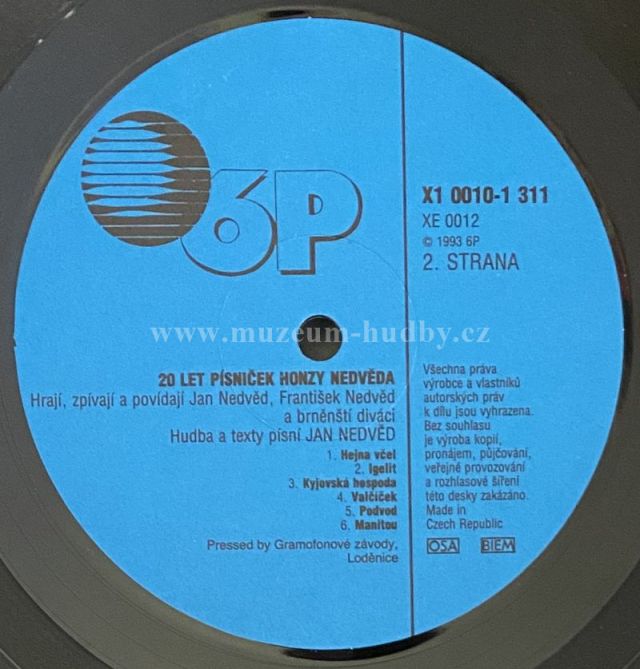 6P
X1 0010-1 311
XE 0012
© 1993 6P
2. STRANA
www.muzeum-hudby.cz
20 LET PÍSNIČEK HONZY NEDVĚDA
Hrají, zpívají a povídají Jan Nedvěd, František Nedvěd
a brněnští diváci
Hudba a texty písní JAN NEDVĚD
1. Hejna včel
2. Igelit
3. Kyjovská hospoda
4. Valčíček
5. Podvod
6. Manitou
Pressed by Gramofonové závody,
Loděnice
Všechna práva
výrobce a vlastníků
autorských práv
k dílu jsou vyhrazena.
Bez souhlasu
je výroba kopií,
pronájem, půjčování,
veřejné provozování
a rozhlasové šíření
této desky zakázáno.
Made in
Czech Republic
OSA BIEM